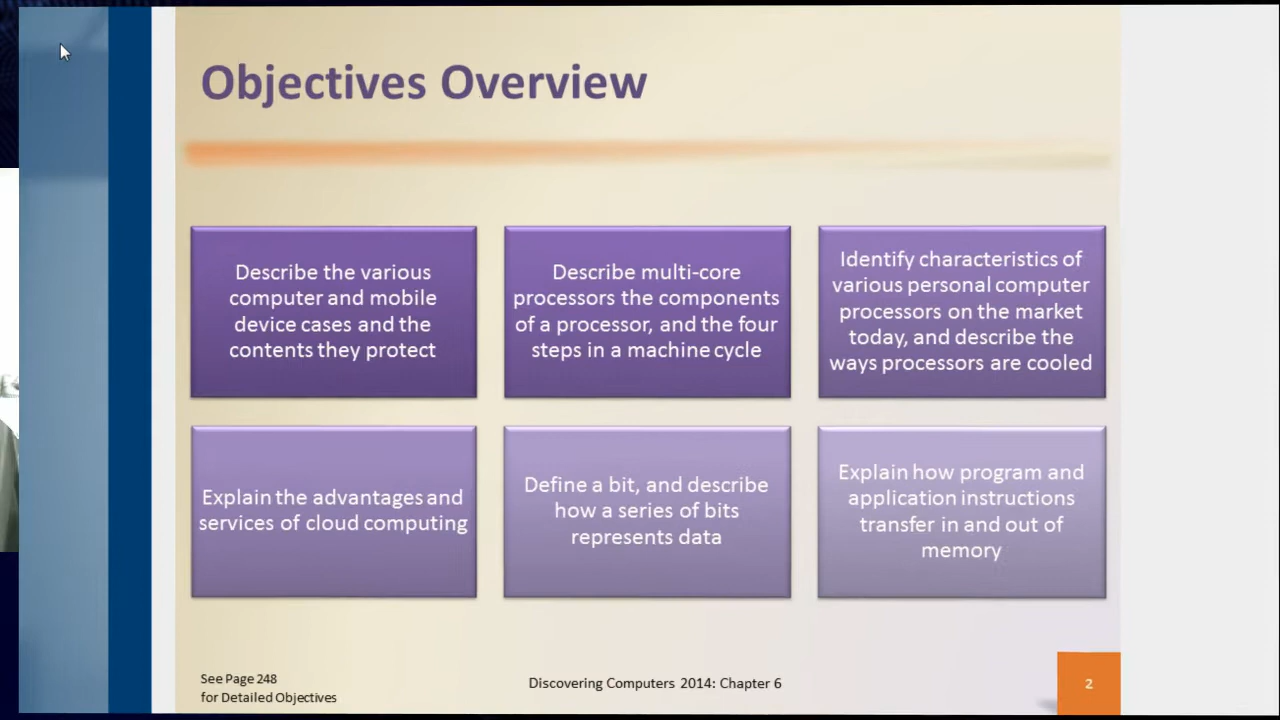 Objectives Overview
Describe the various
computer and mobile
device cases and the
contents they protect
Describe multi-core
processors the components
of a processor, and the four
steps in a machine cycle
Identify characteristics of
various personal computer
processors on the market
today, and describe the
ways processors are cooled
Explain the advantages and
services of cloud computing
Define a bit, and describe
how a series of bits
represents data
Explain how program and
application instructions
transfer in and out of
memory
See Page 248
for Detailed Objectives
Discovering Computers 2014: Chapter 6
2